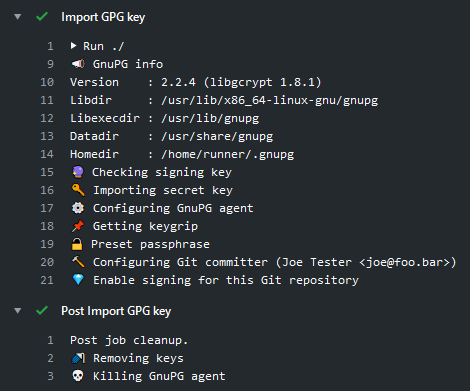 Import GPG key
1 Run ./
9 📣 GnuPG info
10 Version    : 2.2.4 (libgcrypt 1.8.1)
11 Libdir     : /usr/lib/x86_64-linux-gnu/gnupg
12 Libexecdir : /usr/lib/gnupg
13 Datadir    : /usr/share/gnupg
14 Homedir    : /home/runner/.gnupg
15 🔮 Checking signing key
16 🔑 Importing secret key
17 ⚙️ Configuring GnuPG agent
18 📌 Getting keygrip
19 🔓 Preset passphrase
20 🔨 Configuring Git committer (Joe Tester <joe@foo.bar>)
21 💎 Enable signing for this Git repository
Post Import GPG key
1 Post job cleanup.
2 🚿 Removing keys
3 💀 Killing GnuPG agent